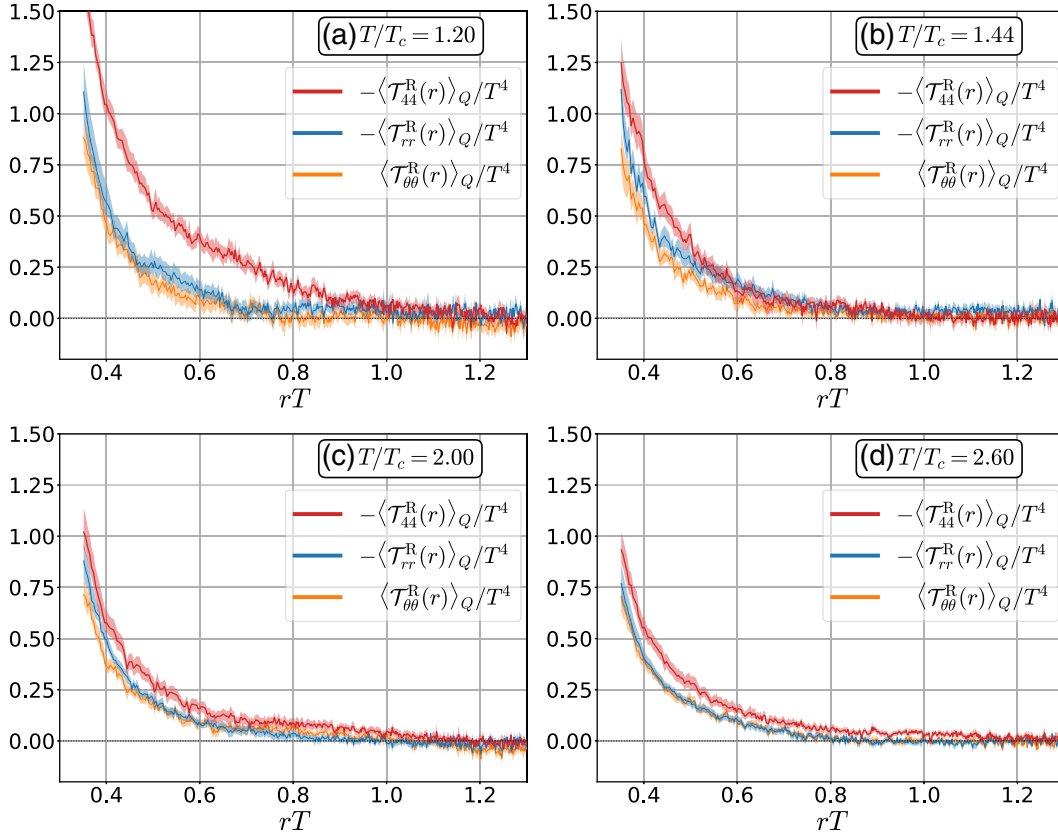 (a) T/T_c = 1.20
−⟨𝒯^R_44(r)⟩_Q/T^4
−⟨𝒯^R_rr(r)⟩_Q/T^4
⟨𝒯^R_θθ(r)⟩_Q/T^4
1.50
1.25
1.00
0.75
0.50
0.25
0.00
0.4 0.6 0.8 1.0 1.2
rT
(b) T/T_c = 1.44
−⟨𝒯^R_44(r)⟩_Q/T^4
−⟨𝒯^R_rr(r)⟩_Q/T^4
⟨𝒯^R_θθ(r)⟩_Q/T^4
1.50
1.25
1.00
0.75
0.50
0.25
0.00
0.4 0.6 0.8 1.0 1.2
rT
(c) T/T_c = 2.00
−⟨𝒯^R_44(r)⟩_Q/T^4
−⟨𝒯^R_rr(r)⟩_Q/T^4
⟨𝒯^R_θθ(r)⟩_Q/T^4
1.50
1.25
1.00
0.75
0.50
0.25
0.00
0.4 0.6 0.8 1.0 1.2
rT
(d) T/T_c = 2.60
−⟨𝒯^R_44(r)⟩_Q/T^4
−⟨𝒯^R_rr(r)⟩_Q/T^4
⟨𝒯^R_θθ(r)⟩_Q/T^4
1.50
1.25
1.00
0.75
0.50
0.25
0.00
0.4 0.6 0.8 1.0 1.2
rT